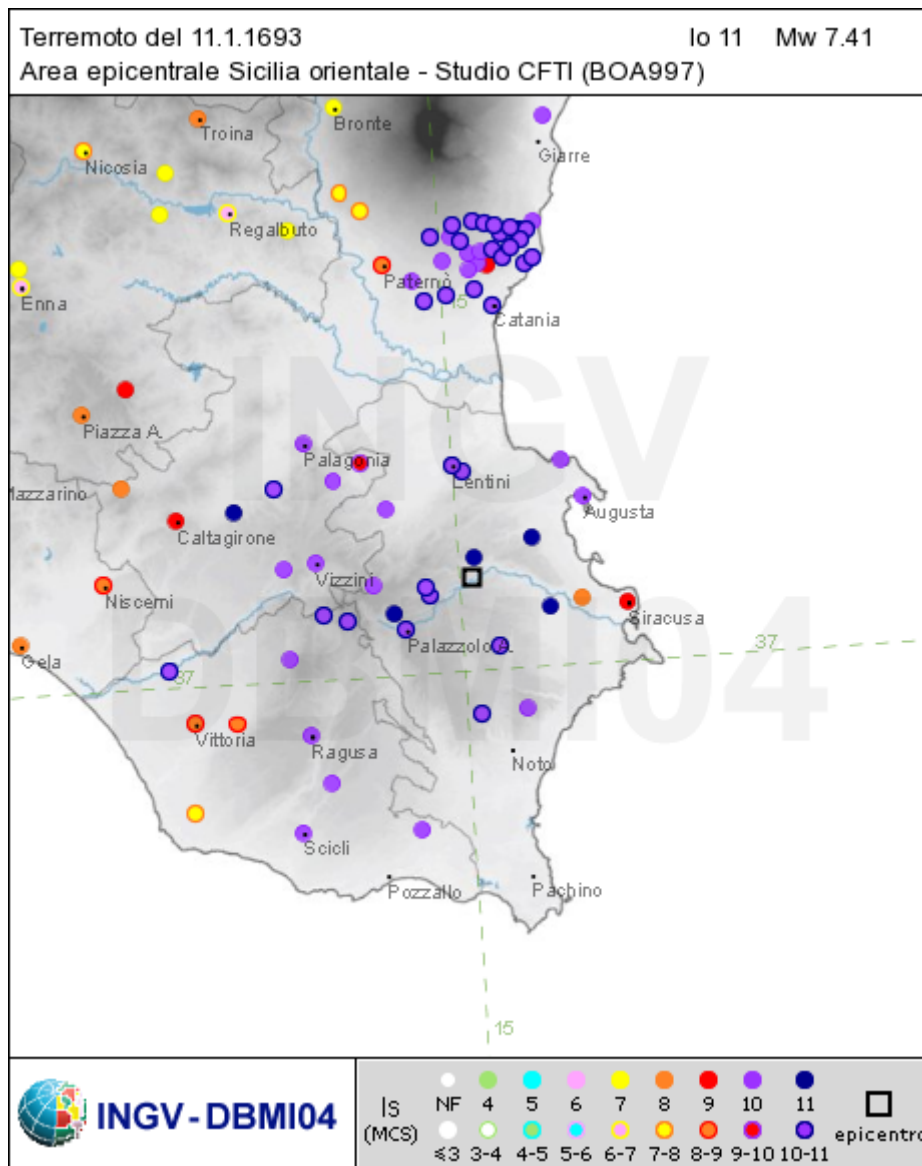 Terremoto del 11.1.1693 Io 11 Mw 7.41
Area epicentrale Sicilia orientale - Studio CFTI (BOA997)
Bronte
Troina
Giarre
Nicosia
Regalbuto
Paternò
Enna
15
Catania
INGV
Piazza A.
Palagonia
Lentini
Mazzarino
Augusta
Caltagirone
Vizzini
Niscemi
Siracusa
DBMI04
Palazzolo A.
37
Gela
37
Vittoria
Ragusa
Noto
Scicli
Pozzallo
Pachino
15
INGV-DBMI04
Is (MCS)
NF 4 5 6 7 8 9 10 11
≤3 3-4 4-5 5-6 6-7 7-8 8-9 9-10 10-11
epicentro